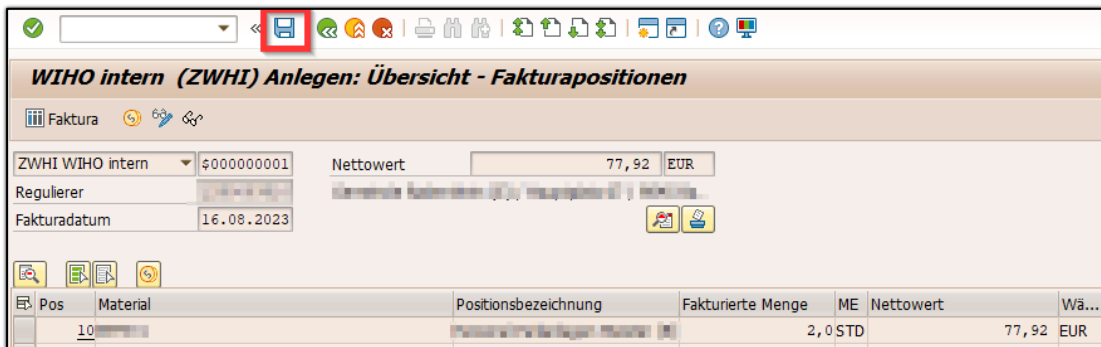 WIHO intern (ZWHI) Anlegen: Übersicht - Fakturapositionen
Faktura
ZWHI WIHO intern $000000001 Nettowert 77,92 EUR
Regulierer
Fakturadatum 16.08.2023
Pos Material Positionsbezeichnung Fakturierte Menge ME Nettowert Wä...
10 2,0 STD 77,92 EUR